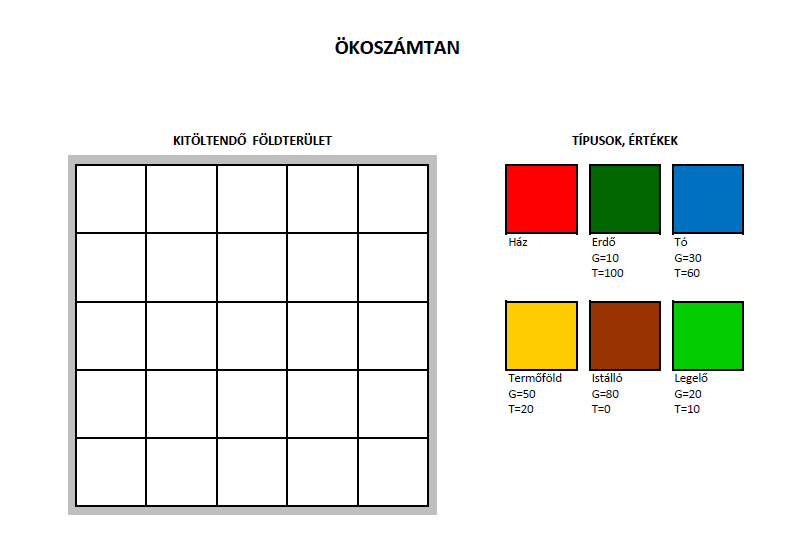 ÖKOSZÁMTAN
KITÖLTENDŐ FÖLDTERÜLET
TÍPUSOK, ÉRTÉKEK
Ház
Erdő
G=10
T=100
Tó
G=30
T=60
Termőföld
G=50
T=20
Istálló
G=80
T=0
Legelő
G=20
T=10